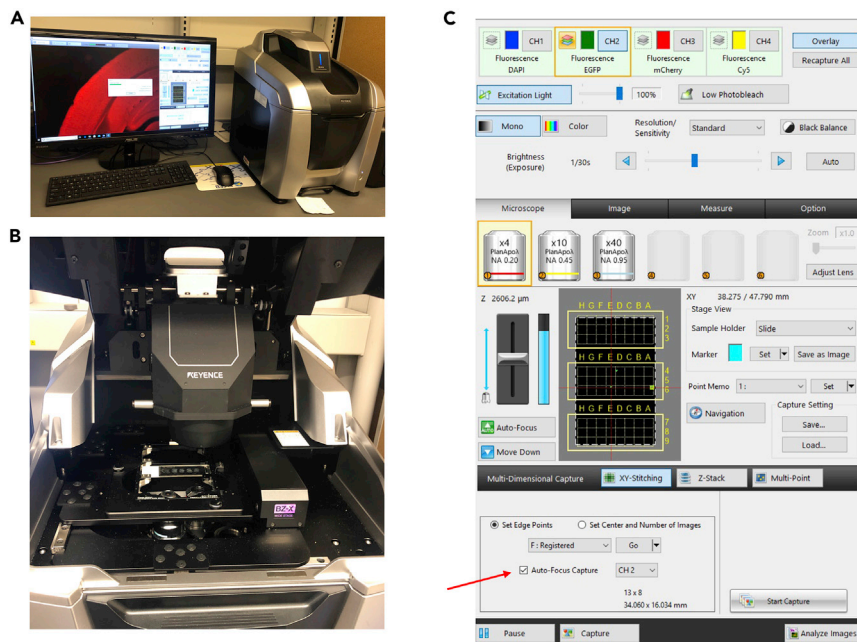 A
B
KEYENCE
BZ-X
C
CH1
CH2
CH3
CH4
Overlay
Fluorescence
DAPI
Fluorescence
EGFP
Fluorescence
mCherry
Fluorescence
Cy5
Recapture All
Excitation Light
100%
Low Photobleach
Mono
Color
Resolution/
Sensitivity
Standard
Black Balance
Brightness
(Exposure)
1/30s
Auto
Microscope
Image
Measure
Option
x4
PlanApoλ
NA 0.20
x10
PlanApoλ
NA 0.45
x40
PlanApoλ
NA 0.95
Zoom
x1.0
Adjust Lens
Z 2606.2 µm
H G F E D C B A
1
2
3
H G F E D C B A
4
5
6
H G F E D C B A
7
8
9
XY 38.275 / 47.790 mm
Stage View
Sample Holder
Slide
Marker
Set
Save as Image
Point Memo
1 :
Set
Navigation
Capture Setting
Save...
Load...
Auto-Focus
Move Down
Multi-Dimensional Capture
XY-Stitching
Z-Stack
Multi-Point
Set Edge Points
Set Center and Number of Images
F : Registered
Go
Auto-Focus Capture
CH 2
13 x 8
34.060 x 16.034 mm
Start Capture
Pause
Capture
Analyze Images